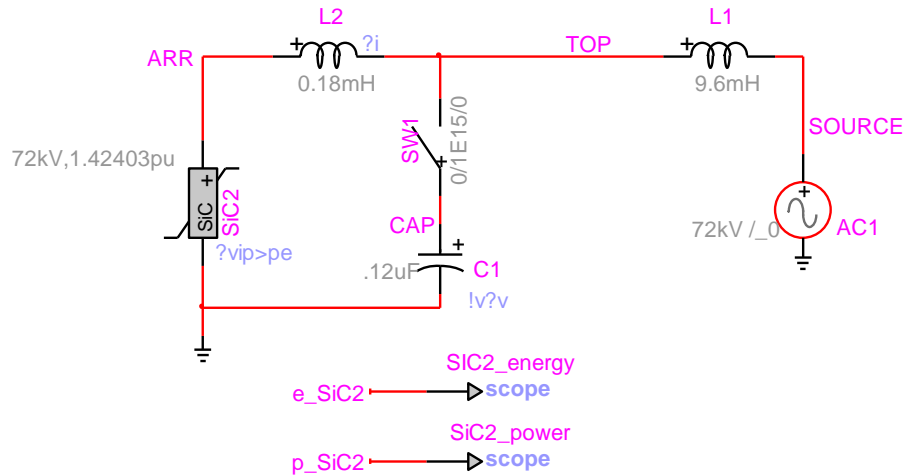 L2
L1
ARR
?i
TOP
0.18mH
9.6mH
SW1
0/1E15/0
SOURCE
72kV,1.42403pu
SiC
SiC2
CAP
72kV /_0
AC1
?vip>pe
.12uF
C1
!v?v
SIC2_energy
e_SiC2
scope
SiC2_power
p_SiC2
scope